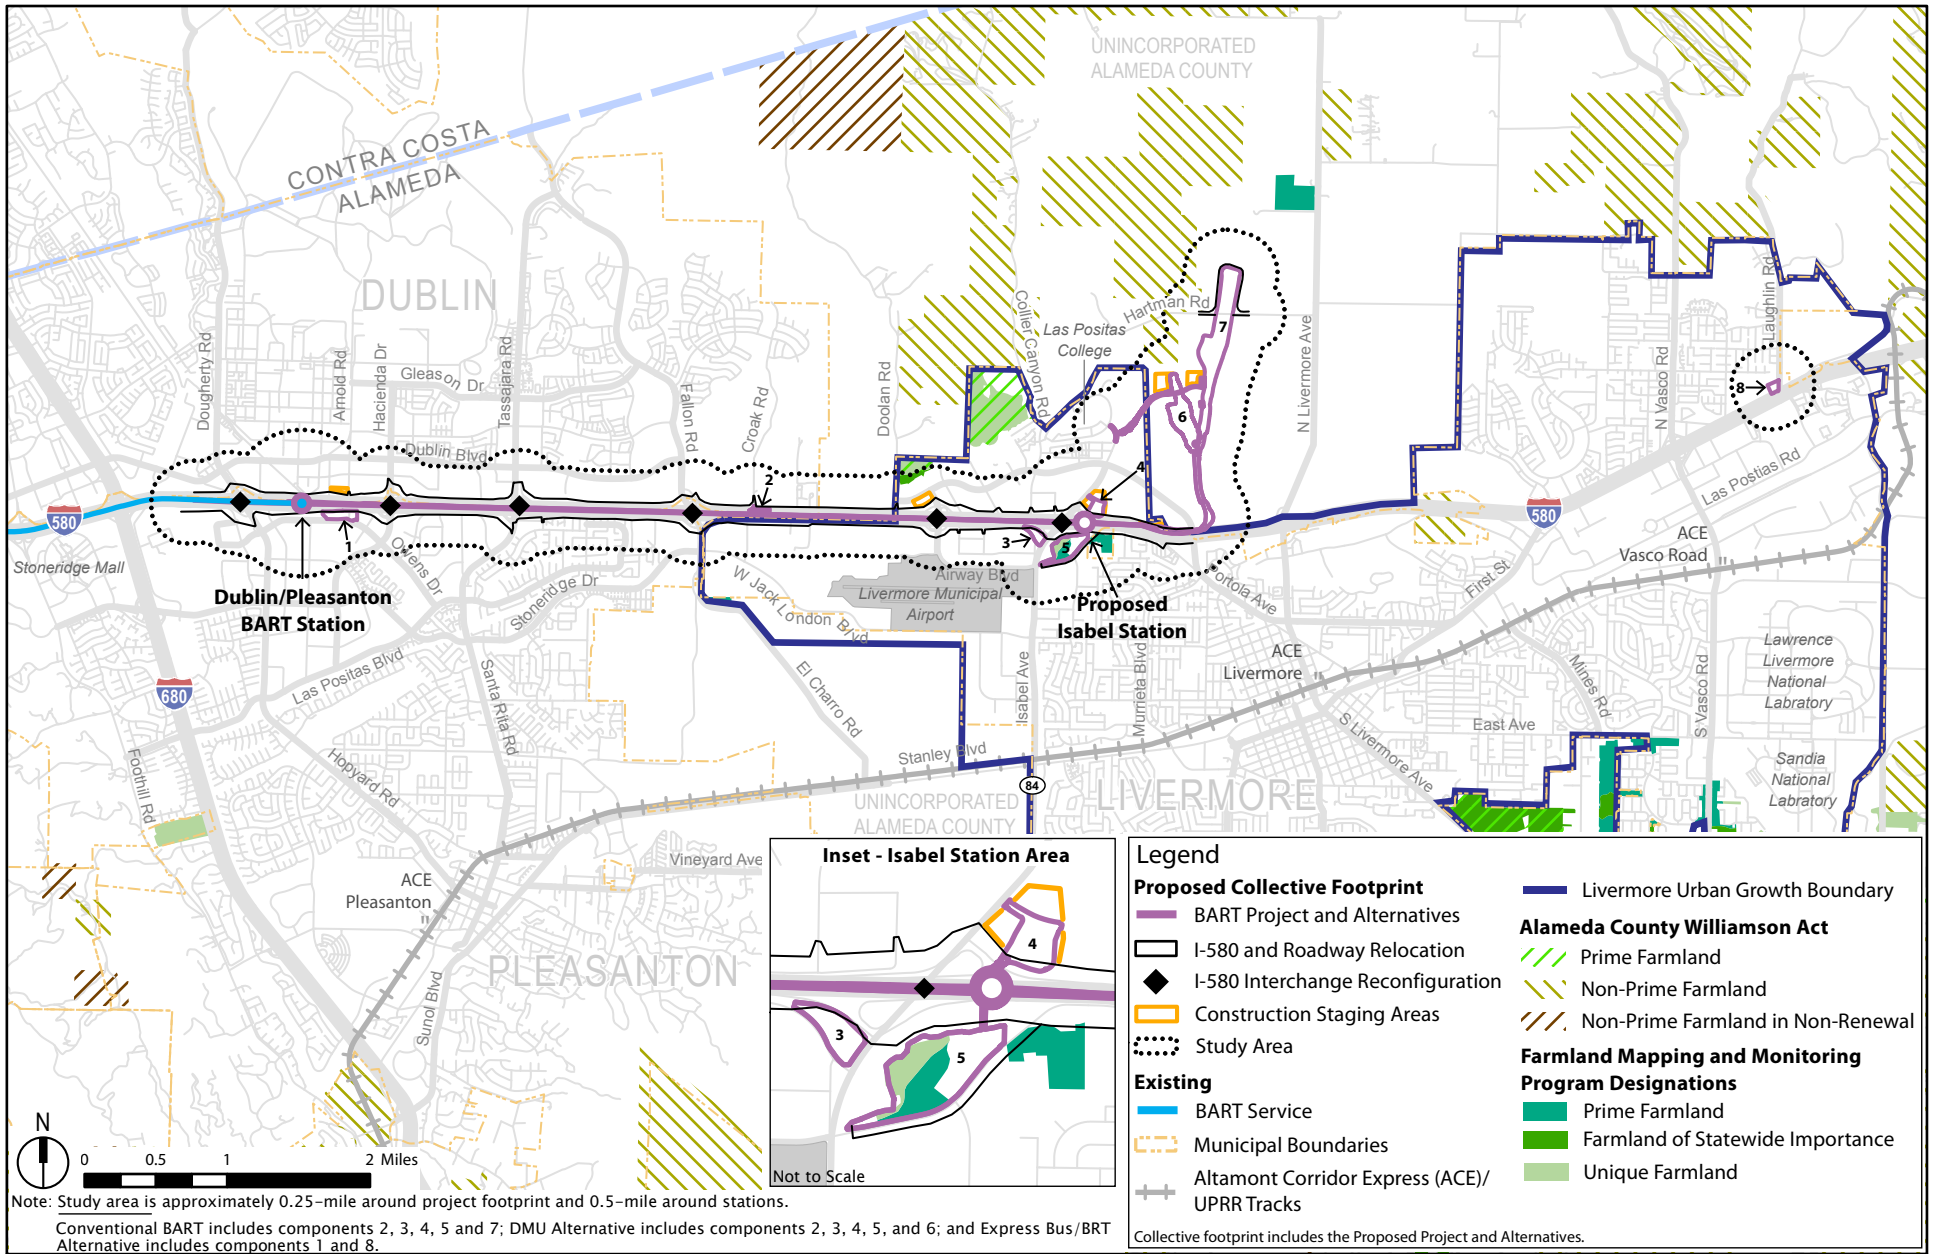 UNINCORPORATED
ALAMEDA COUNTY
CONTRA COSTA
ALAMEDA
DUBLIN
Dougherty Rd
Arnold Rd
Hacienda Dr
Gleason Dr
Tassajara Rd
Dublin Blvd
Fallon Rd
Croak Rd
Doolan Rd
Collier Canyon Rd
Las Positas
College
Hartman Rd
N Livermore Ave
N Vasco Rd
Laughlin Rd
Las Postias Rd
1
2
3
4
5
6
7
8
580
580
680
84
Stoneridge Mall
Dublin/Pleasanton
BART Station
Owens Dr
Stoneridge Dr
Las Positas Blvd
Santa Rita Rd
Hopyard Rd
Foothill Rd
W Jack London Blvd
El Charro Rd
Airway Blvd
Livermore Municipal
Airport
Proposed
Isabel Station
Isabel Ave
Murrieta Blvd
Portola Ave
First St
ACE
Vasco Road
ACE
Livermore
Mines Rd
S Vasco Rd
East Ave
S Livermore Ave
Lawrence
Livermore
National
Labratory
Sandia
National
Labratory
Stanley Blvd
UNINCORPORATED
ALAMEDA COUNTY
LIVERMORE
Vineyard Ave
ACE
Pleasanton
PLEASANTON
Sunol Blvd
Inset - Isabel Station Area
3
4
5
Not to Scale
Legend
Proposed Collective Footprint
BART Project and Alternatives
I-580 and Roadway Relocation
I-580 Interchange Reconfiguration
Construction Staging Areas
Study Area
Existing
BART Service
Municipal Boundaries
Altamont Corridor Express (ACE)/
UPRR Tracks
Livermore Urban Growth Boundary
Alameda County Williamson Act
Prime Farmland
Non-Prime Farmland
Non-Prime Farmland in Non-Renewal
Farmland Mapping and Monitoring
Program Designations
Prime Farmland
Farmland of Statewide Importance
Unique Farmland
Collective footprint includes the Proposed Project and Alternatives.
N
0 0.5 1 2 Miles
Note: Study area is approximately 0.25-mile around project footprint and 0.5-mile around stations.
Conventional BART includes components 2, 3, 4, 5 and 7; DMU Alternative includes components 2, 3, 4, 5, and 6; and Express Bus/BRT
Alternative includes components 1 and 8.